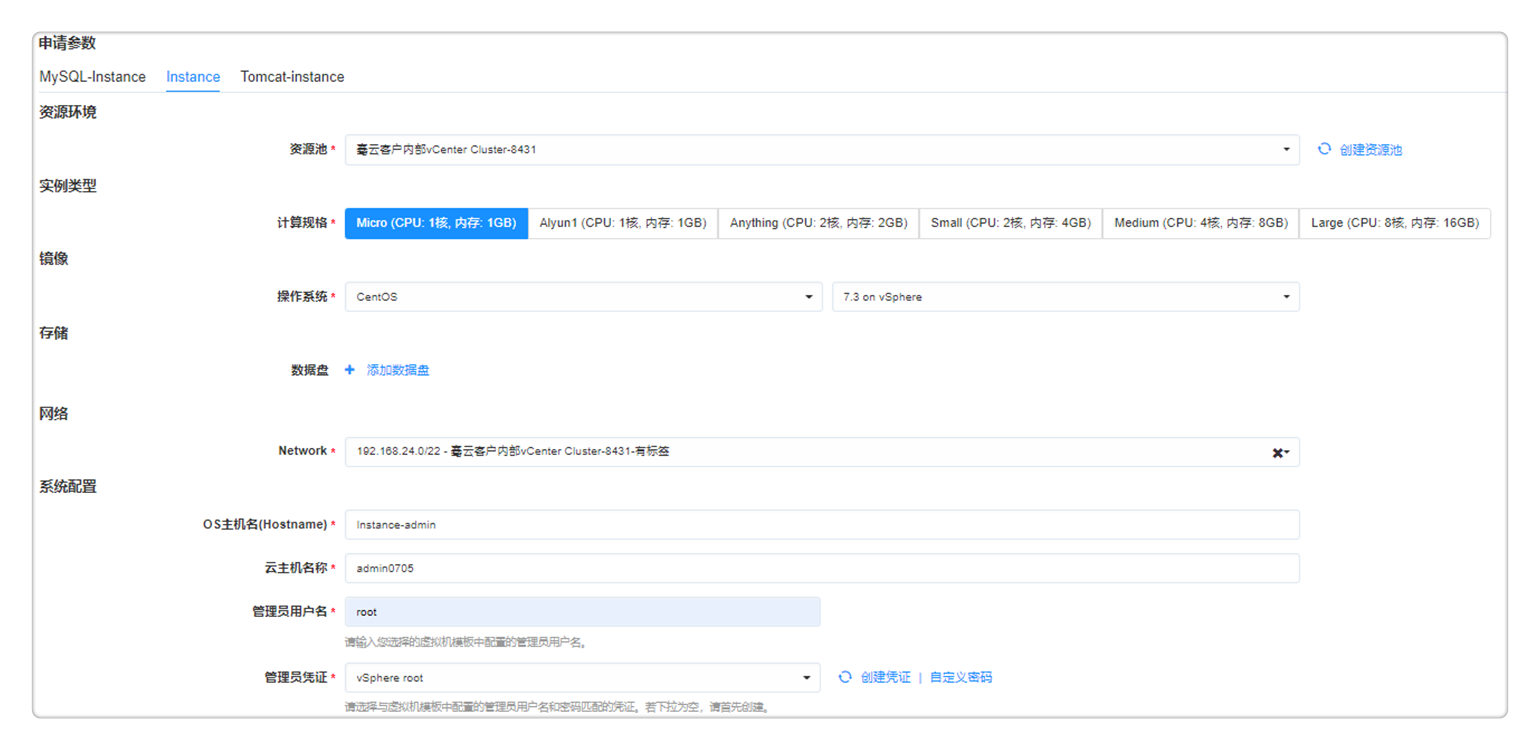 申请参数
MySQL-Instance Instance Tomcat-instance
资源环境
资源池 * 毫云客户内部vCenter Cluster-8431 创建资源池
实例类型
计算规格 * Micro (CPU: 1核, 内存: 1GB) Alyun1 (CPU: 1核, 内存: 1GB) Anything (CPU: 2核, 内存: 2GB) Small (CPU: 2核, 内存: 4GB) Medium (CPU: 4核, 内存: 8GB) Large (CPU: 8核, 内存: 16GB)
镜像
操作系统 * CentOS 7.3 on vSphere
存储
数据盘 + 添加数据盘
网络
Network * 192.168.24.0/22 - 毫云客户内部vCenter Cluster-8431-有标签
系统配置
OS主机名(Hostname) * Instance-admin
云主机名称 * admin0705
管理员用户名 * root
请输入您选择的虚拟机模板中配置的管理员用户名。
管理员凭证 * vSphere root 创建凭证 | 自定义密码
请选择与虚拟机模板中配置的管理员用户名和密码匹配的凭证。若下拉为空，请首先创建。